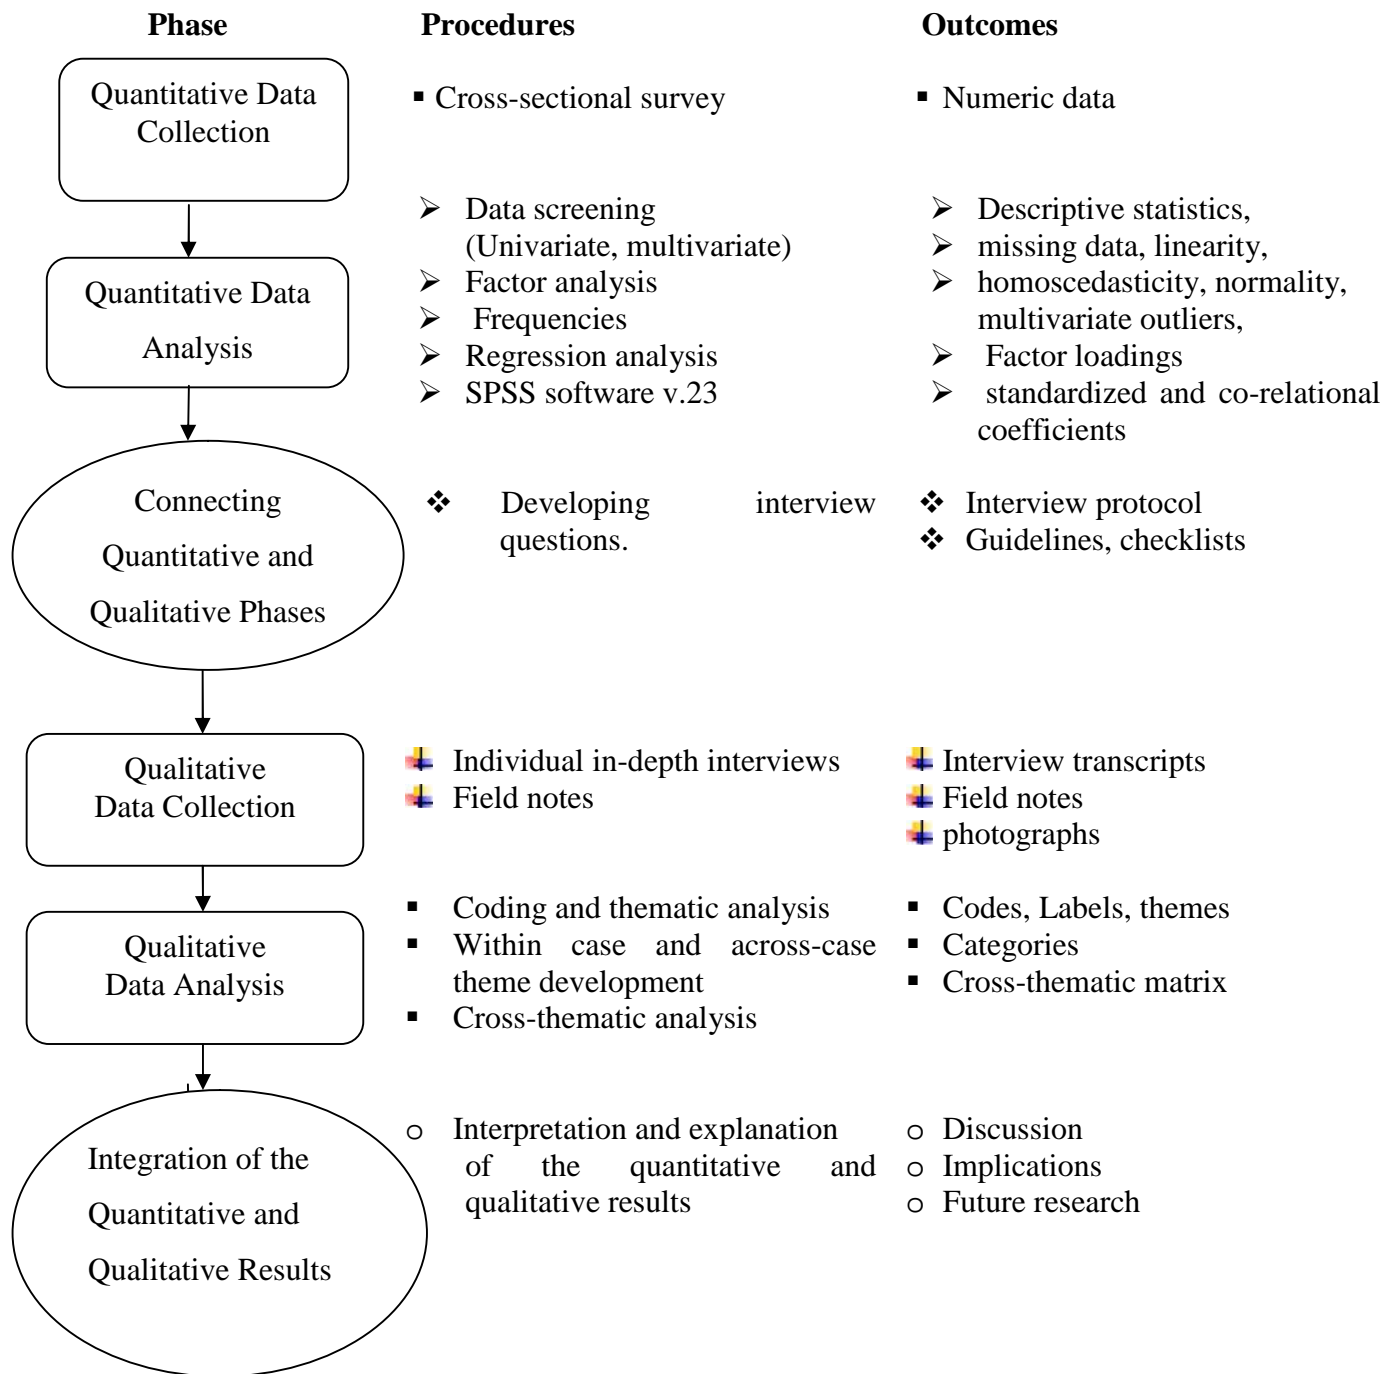 Phase Procedures Outcomes
Quantitative Data
Collection
▪ Cross-sectional survey
▪ Numeric data
Quantitative Data
Analysis
➢ Data screening
(Univariate, multivariate)
➢ Factor analysis
➢ Frequencies
➢ Regression analysis
➢ SPSS software v.23
➢ Descriptive statistics,
➢ missing data, linearity,
➢ homoscedasticity, normality,
multivariate outliers,
➢ Factor loadings
➢ standardized and co-relational
coefficients
Connecting
Quantitative and
Qualitative Phases
❖ Developing interview
questions.
❖ Interview protocol
❖ Guidelines, checklists
Qualitative
Data Collection
Individual in-depth interviews
Field notes
Interview transcripts
Field notes
photographs
Qualitative
Data Analysis
▪ Coding and thematic analysis
▪ Within case and across-case
theme development
▪ Cross-thematic analysis
▪ Codes, Labels, themes
▪ Categories
▪ Cross-thematic matrix
Integration of the
Quantitative and
Qualitative Results
o Interpretation and explanation
of the quantitative and
qualitative results
o Discussion
o Implications
o Future research